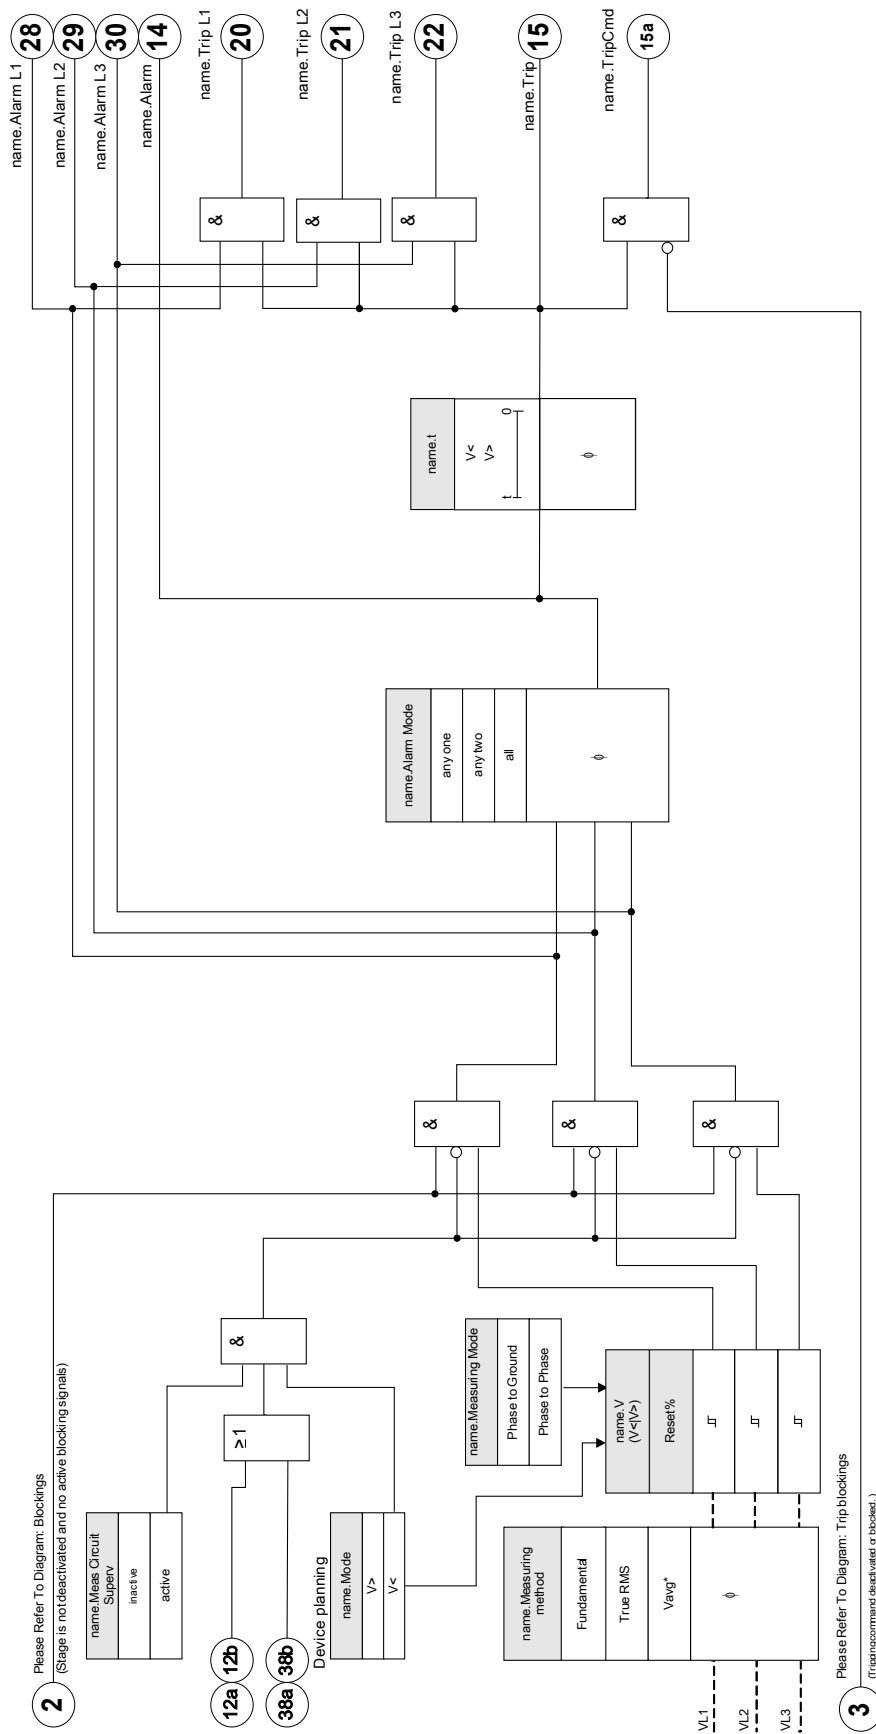 2
Please Refer To Diagram: Blockings
(Stage is not deactivated and no active blocking signals)
name.Meas Circuit
Superv
inactive
active
12a
12b
38a
38b
Device planning
name.Mode
V>
V<
≥1
&
name.Measuring Mode
Phase to Ground
Phase to Phase
name.Measuring
method
Fundamental
True RMS
Vavg*
ϕ
VL1
VL2
VL3
name.V
(V<|V>)
Reset%
&
&
&
name.Alarm Mode
any one
any two
all
ϕ
name.t
V<
V>
t
0
ϕ
&
&
&
&
name.Alarm L1
28
name.Alarm L2
29
name.Alarm L3
30
name.Alarm
14
name.Trip L1
20
name.Trip L2
21
name.Trip L3
22
name.Trip
15
name.TripCmd
15a
3
Please Refer To Diagram: Trip blockings
(Tripping command deactivated or blocked. )